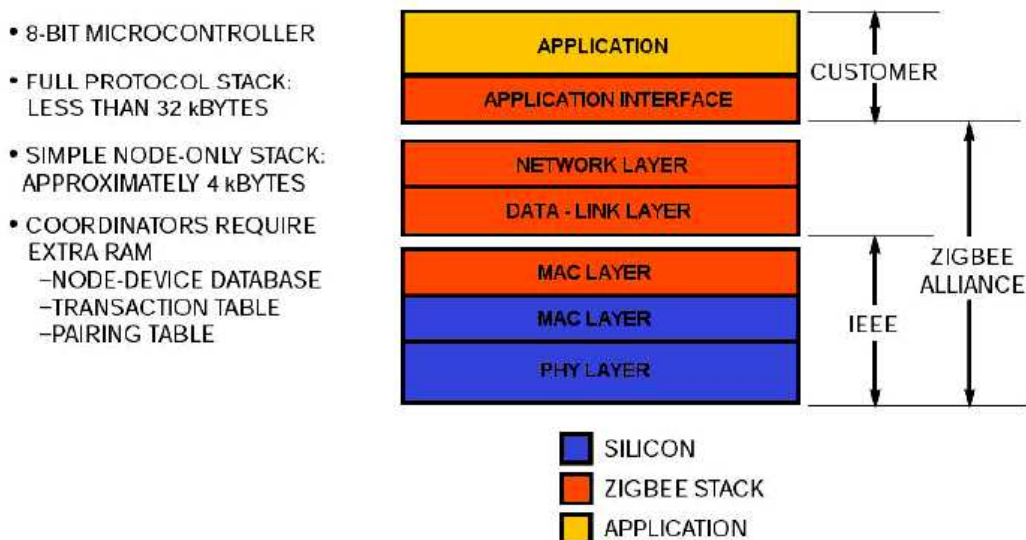 • 8-BIT MICROCONTROLLER
• FULL PROTOCOL STACK:
LESS THAN 32 kBYTES
• SIMPLE NODE-ONLY STACK:
APPROXIMATELY 4 kBYTES
• COORDINATORS REQUIRE
EXTRA RAM
–NODE-DEVICE DATABASE
–TRANSACTION TABLE
–PAIRING TABLE
APPLICATION
APPLICATION INTERFACE
NETWORK LAYER
DATA - LINK LAYER
MAC LAYER
MAC LAYER
PHY LAYER
CUSTOMER
IEEE
ZIGBEE
ALLIANCE
SILICON
ZIGBEE STACK
APPLICATION